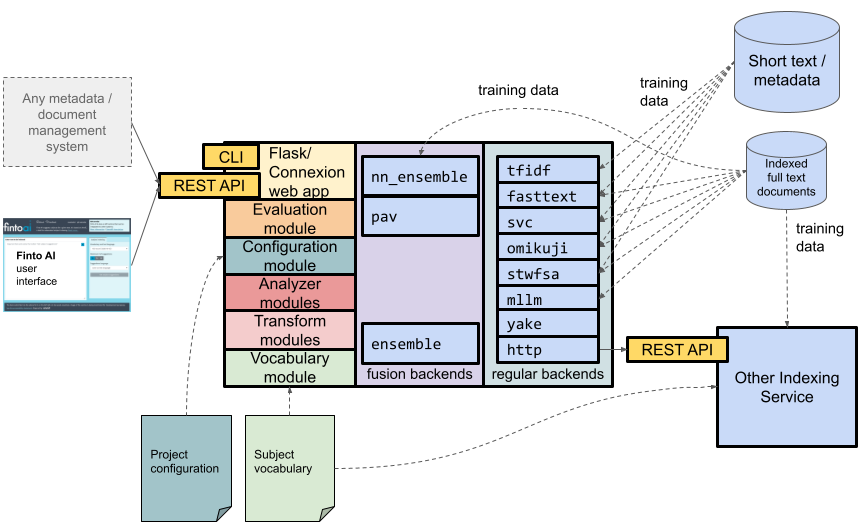 Short text /
metadata
training data
training
data
Any metadata /
document
management
system
CLI
REST API
Flask/
Connexion
web app
Evaluation
module
Configuration
module
Analyzer
modules
Transform
modules
Vocabulary
module
nn_ensemble
pav
ensemble
fusion backends
tfidf
fasttext
svc
omikuji
stwfsa
mllm
yake
http
regular backends
Indexed
full text
documents
training
data
fintoai
Finto AI
user
interface
REST API
Other Indexing
Service
Project
configuration
Subject
vocabulary